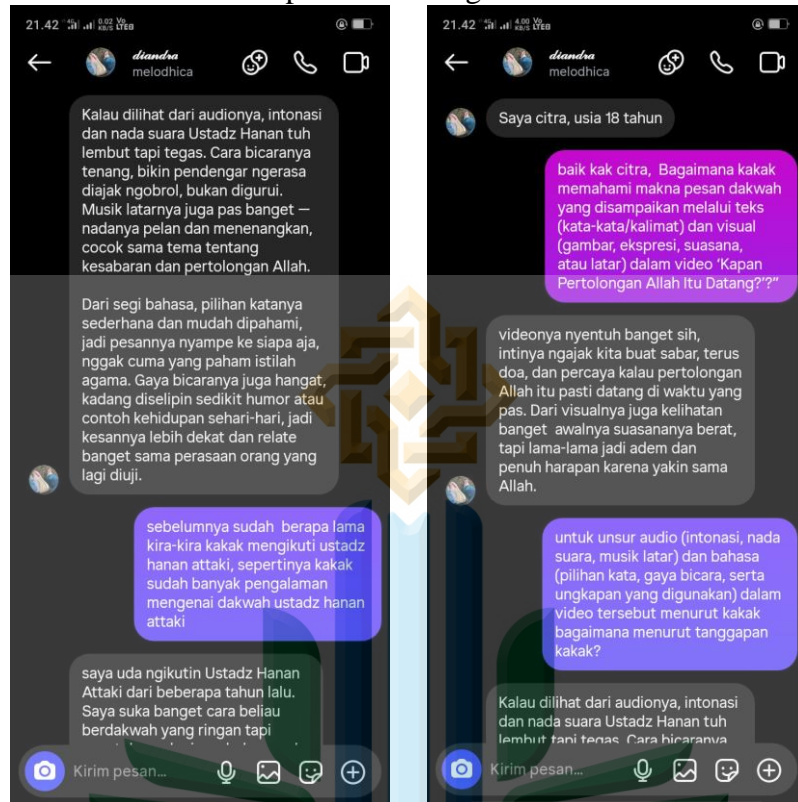 21.42
0.02
KB/S
diandra
melodhica
Kalau dilihat dari audionya, intonasi
dan nada suara Ustadz Hanan tuh
lembut tapi tegas. Cara bicaranya
tenang, bikin pendengar ngerasa
diajak ngobrol, bukan digurui.
Musik latarnya juga pas banget —
nadanya pelan dan menenangkan,
cocok sama tema tentang
kesabaran dan pertolongan Allah.
Dari segi bahasa, pilihan katanya
sederhana dan mudah dipahami,
jadi pesannya nyampe ke siapa aja,
nggak cuma yang paham istilah
agama. Gaya bicaranya juga hangat,
kadang diselipin sedikit humor atau
contoh kehidupan sehari-hari, jadi
kesannya lebih dekat dan relate
banget sama perasaan orang yang
lagi diuji.
sebelumnya sudah berapa lama
kira-kira kakak mengikuti ustadz
hanan attaki, sepertinya kakak
sudah banyak pengalaman
mengenai dakwah ustadz hanan
attaki
saya uda ngikutin Ustadz Hanan
Attaki dari beberapa tahun lalu.
Saya suka banget cara beliau
berdakwah yang ringan tapi
Kirim pesan...
21.42
4.00
KB/S
diandra
melodhica
Saya citra, usia 18 tahun
baik kak citra, Bagaimana kakak
memahami makna pesan dakwah
yang disampaikan melalui teks
(kata-kata/kalimat) dan visual
(gambar, ekspresi, suasana,
atau latar) dalam video ‘Kapan
Pertolongan Allah Itu Datang?’?”
videonya nyentuh banget sih,
intinya ngajak kita buat sabar, terus
doa, dan percaya kalau pertolongan
Allah itu pasti datang di waktu yang
pas. Dari visualnya juga kelihatan
banget awalnya suasananya berat,
tapi lama-lama jadi adem dan
penuh harapan karena yakin sama
Allah.
untuk unsur audio (intonasi, nada
suara, musik latar) dan bahasa
(pilihan kata, gaya bicara, serta
ungkapan yang digunakan) dalam
video tersebut menurut kakak
bagaimana menurut tanggapan
kakak?
Kalau dilihat dari audionya, intonasi
dan nada suara Ustadz Hanan tuh
lembut tapi tegas. Cara bicaranya
Kirim pesan...